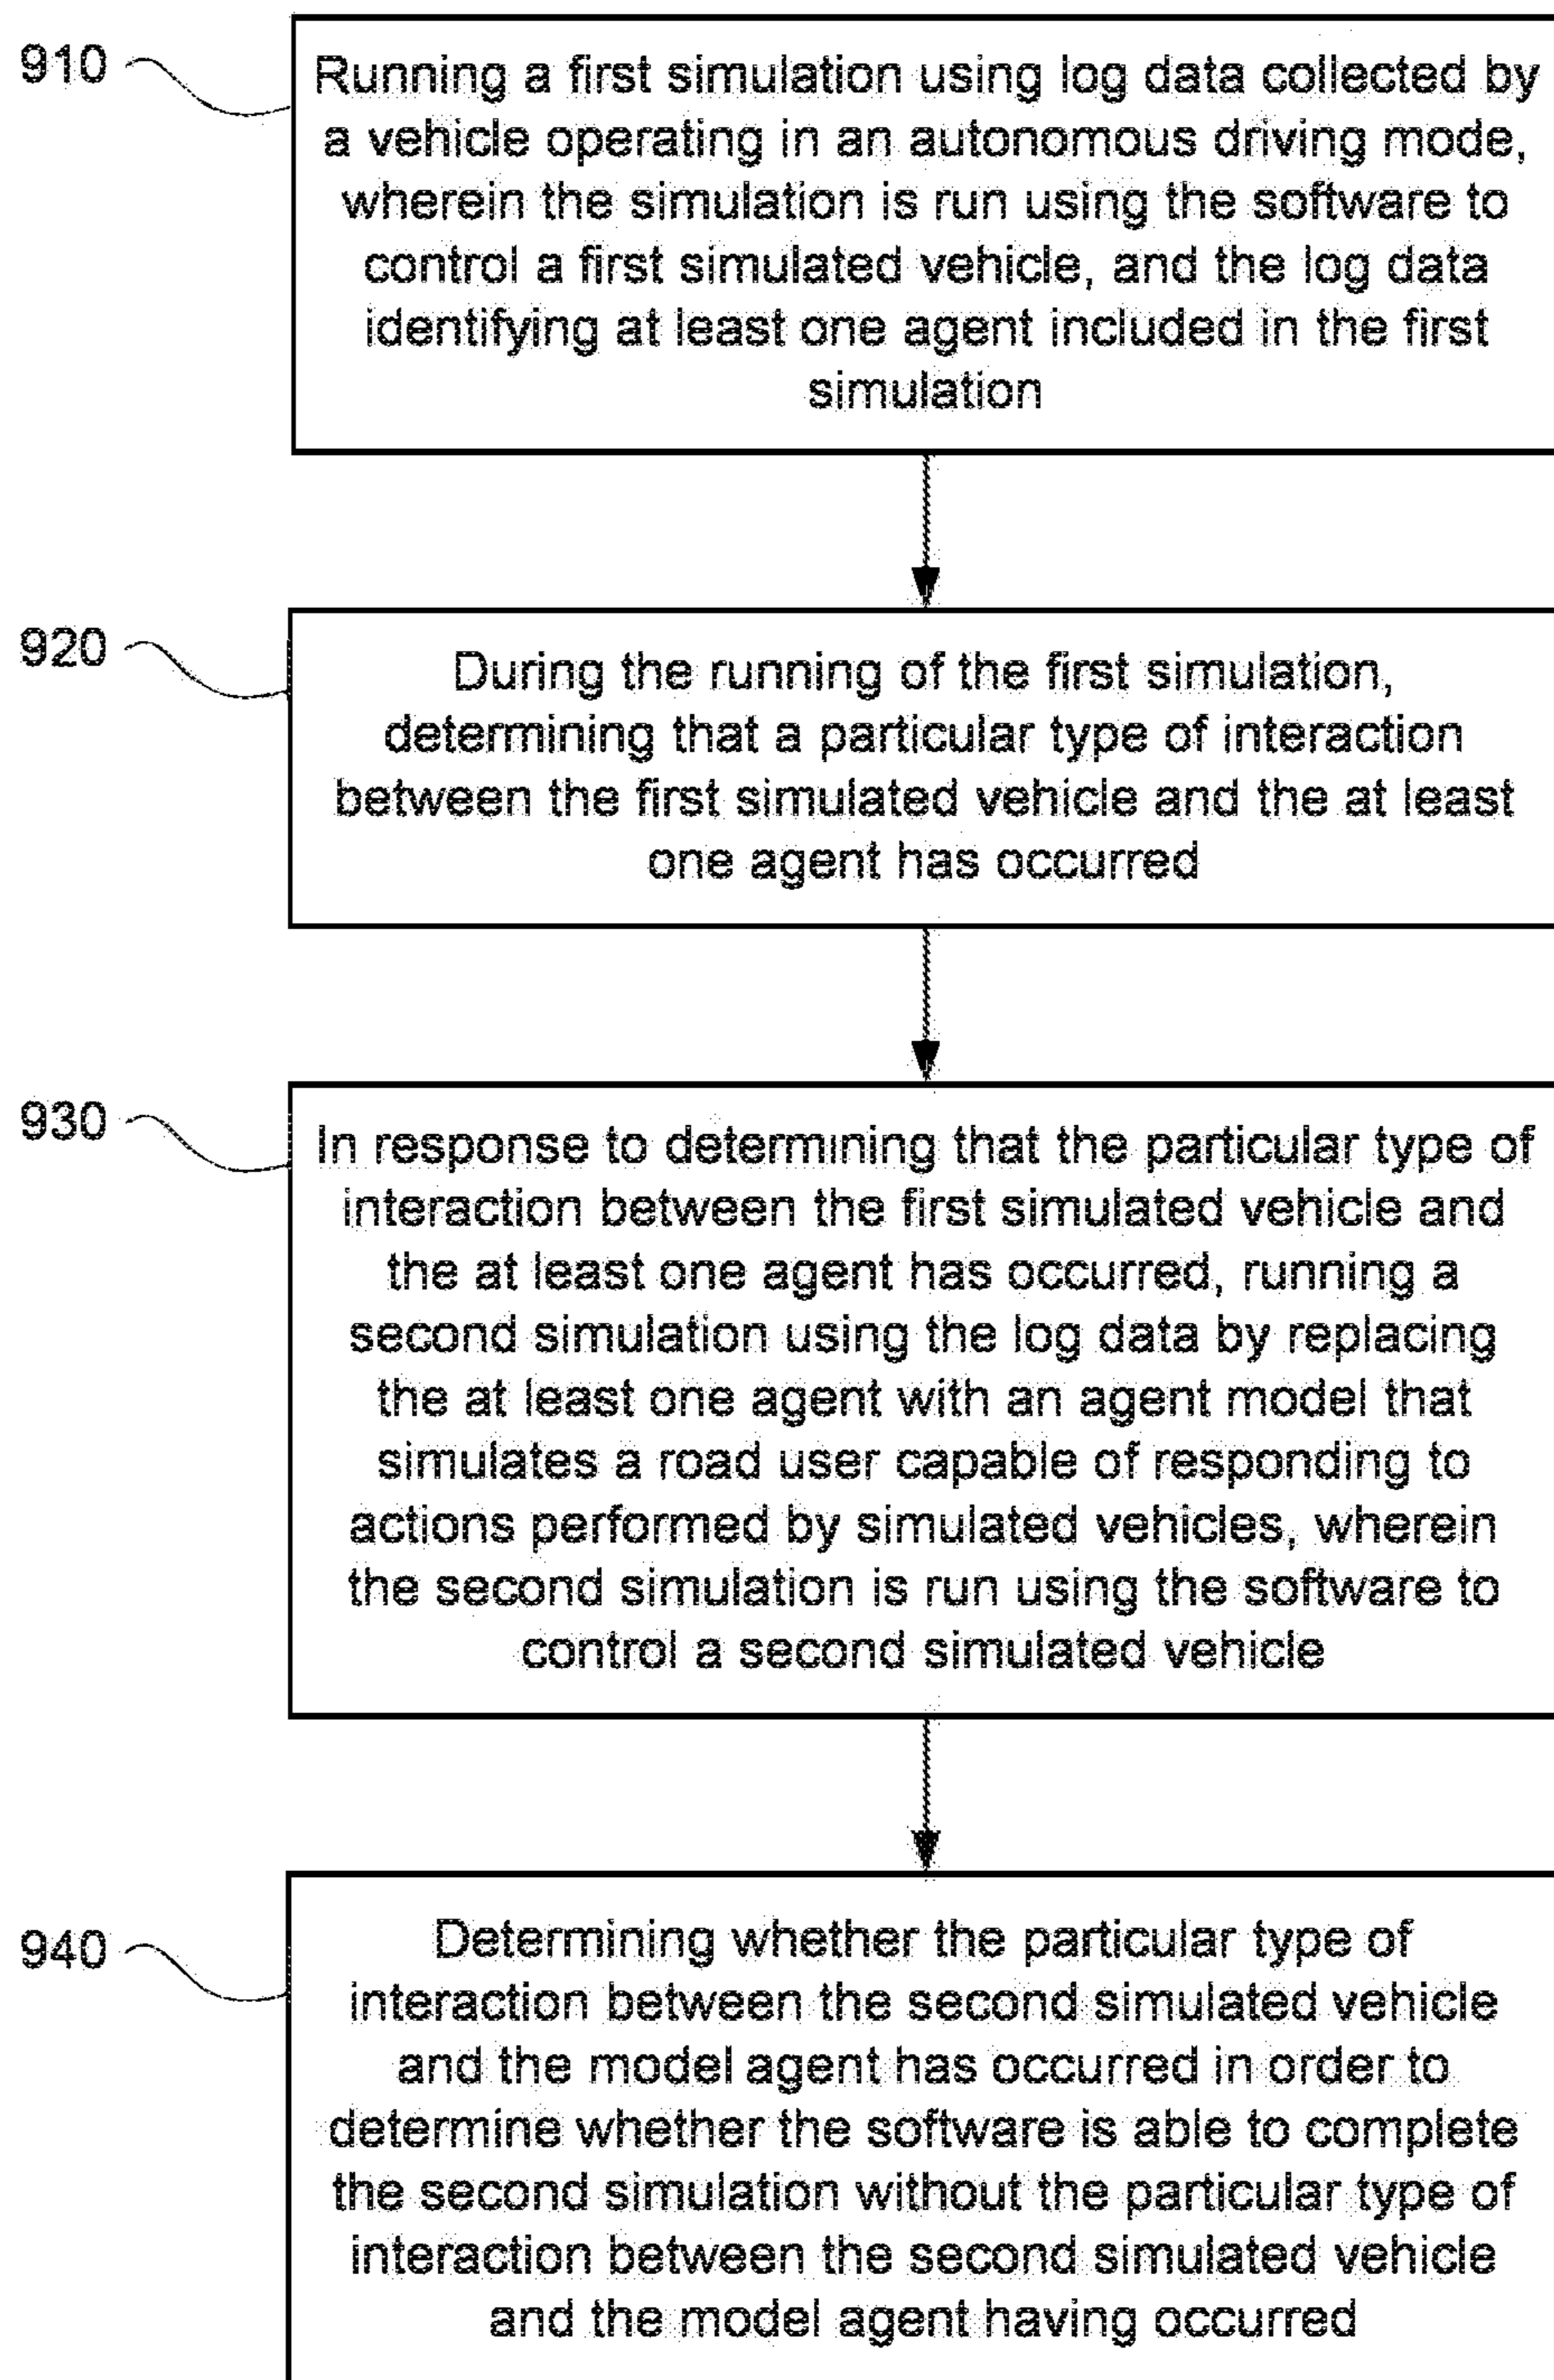 910
Running a first simulation using log data collected by
a vehicle operating in an autonomous driving mode,
wherein the simulation is run using the software to
control a first simulated vehicle, and the log data
identifying at least one agent included in the first
simulation
920
During the running of the first simulation,
determining that a particular type of interaction
between the first simulated vehicle and the at least
one agent has occurred
930
In response to determining that the particular type of
interaction between the first simulated vehicle and
the at least one agent has occurred, running a
second simulation using the log data by replacing
the at least one agent with an agent model that
simulates a road user capable of responding to
actions performed by simulated vehicles, wherein
the second simulation is run using the software to
control a second simulated vehicle
940
Determining whether the particular type of
interaction between the second simulated vehicle
and the model agent has occurred in order to
determine whether the software is able to complete
the second simulation without the particular type of
interaction between the second simulated vehicle
and the model agent having occurred